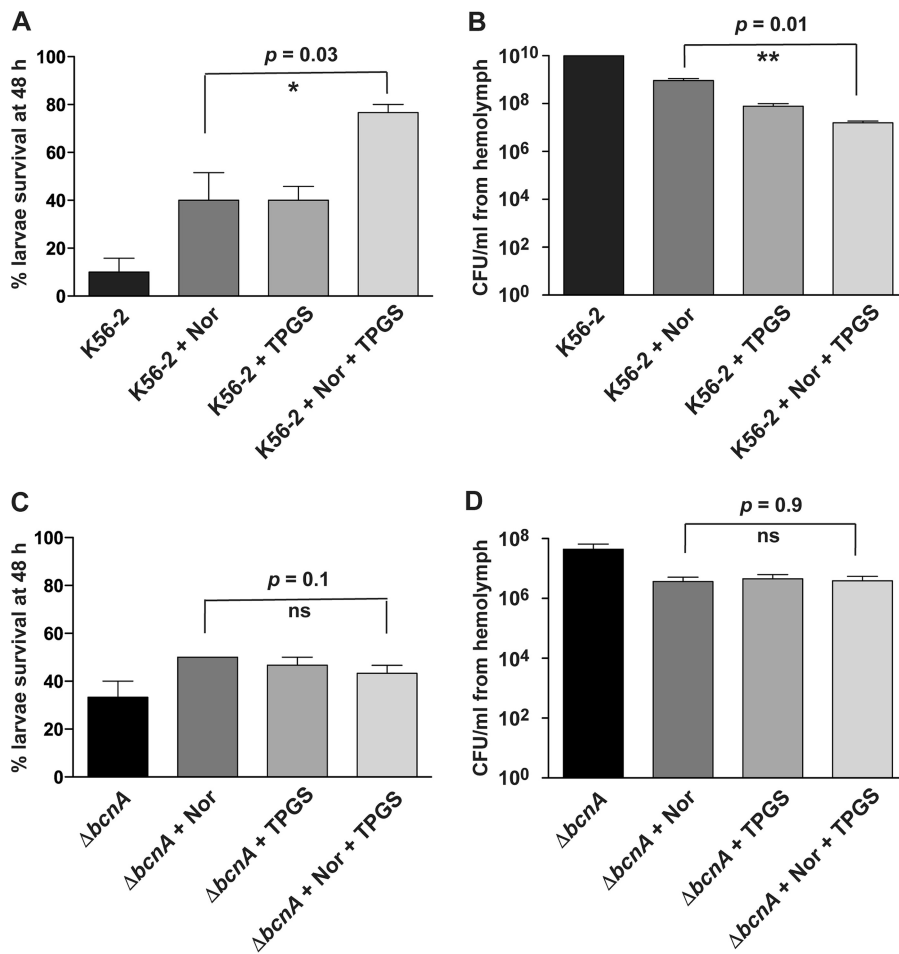 A
p = 0.03
*
% larvae survival at 48 h
100
80
60
40
20
0
K56-2
K56-2 + Nor
K56-2 + TPGS
K56-2 + Nor + TPGS
B
p = 0.01
**
CFU/ml from hemolymph
10¹⁰
10⁸
10⁶
10⁴
10²
10⁰
K56-2
K56-2 + Nor
K56-2 + TPGS
K56-2 + Nor + TPGS
C
p = 0.1
ns
% larvae survival at 48 h
100
80
60
40
20
0
ΔbcnA
ΔbcnA + Nor
ΔbcnA + TPGS
ΔbcnA + Nor + TPGS
D
p = 0.9
ns
CFU/ml from hemolymph
10⁸
10⁶
10⁴
10²
10⁰
ΔbcnA
ΔbcnA + Nor
ΔbcnA + TPGS
ΔbcnA + Nor + TPGS